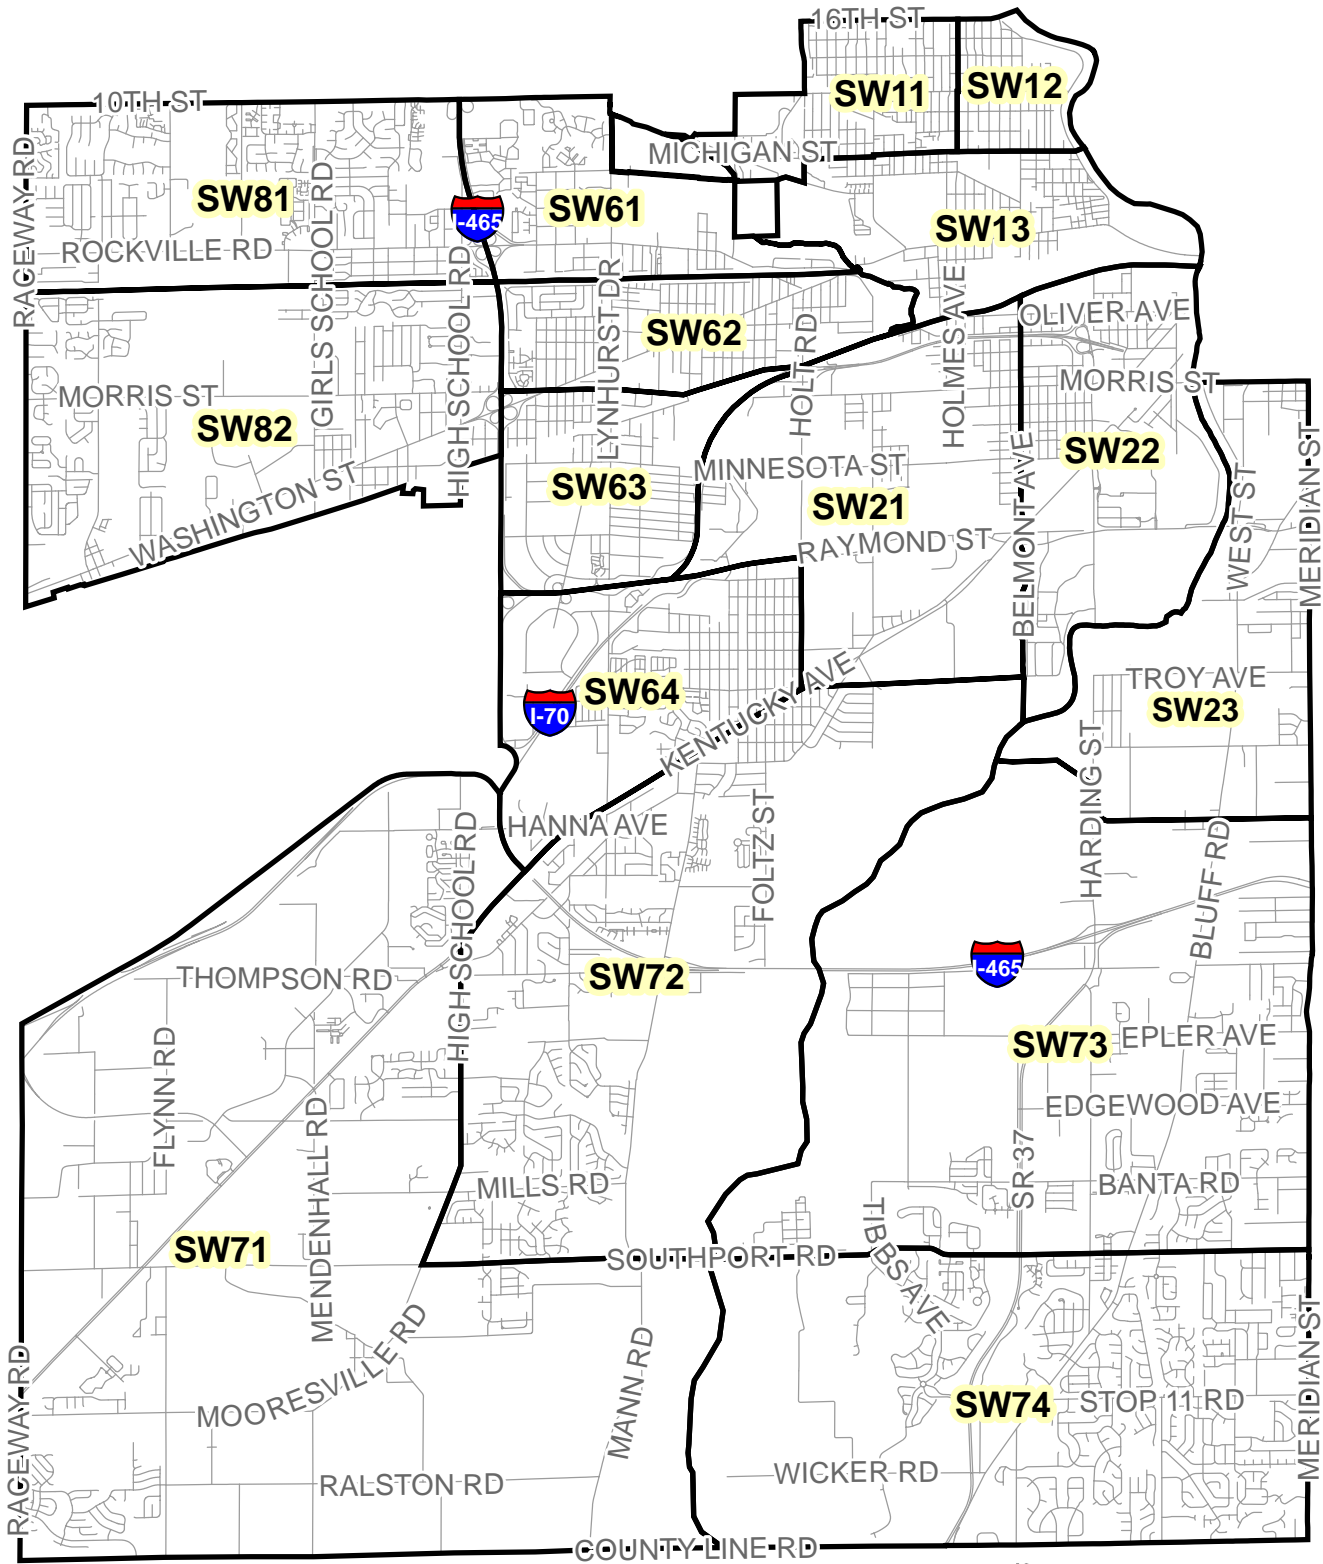 16TH ST
SW11
SW12
10TH ST
MICHIGAN ST
RACEWAY RD
SW81
GIRLS SCHOOL RD
I-465
SW61
SW13
ROCKVILLE RD
HIGH SCHOOL RD
LYNHURST DR
HOLMES AVE
OLIVER AVE
SW62
HOLT RD
MORRIS ST
MORRIS ST
SW82
SW22
BELMONT AVE
MERIDIAN ST
WEST ST
MINNESOTA ST
SW63
SW21
WASHINGTON ST
RAYMOND ST
TROY AVE
SW64
SW23
I-70
KENTUCKY AVE
HARDING ST
HANNA AVE
FOLTZ ST
HIGH SCHOOL RD
BLUFF RD
THOMPSON RD
SW72
I-465
FLYNN RD
SW73
EPLER AVE
EDGEWOOD AVE
MENDENHALL RD
SR 37
MILLS RD
BANTA RD
SW71
SOUTHPORT RD
TIBBS AVE
MERIDIAN ST
RACEWAY RD
MOORESVILLE RD
MANN RD
SW74
STOP 11 RD
RALSTON RD
WICKER RD
COUNTY LINE RD